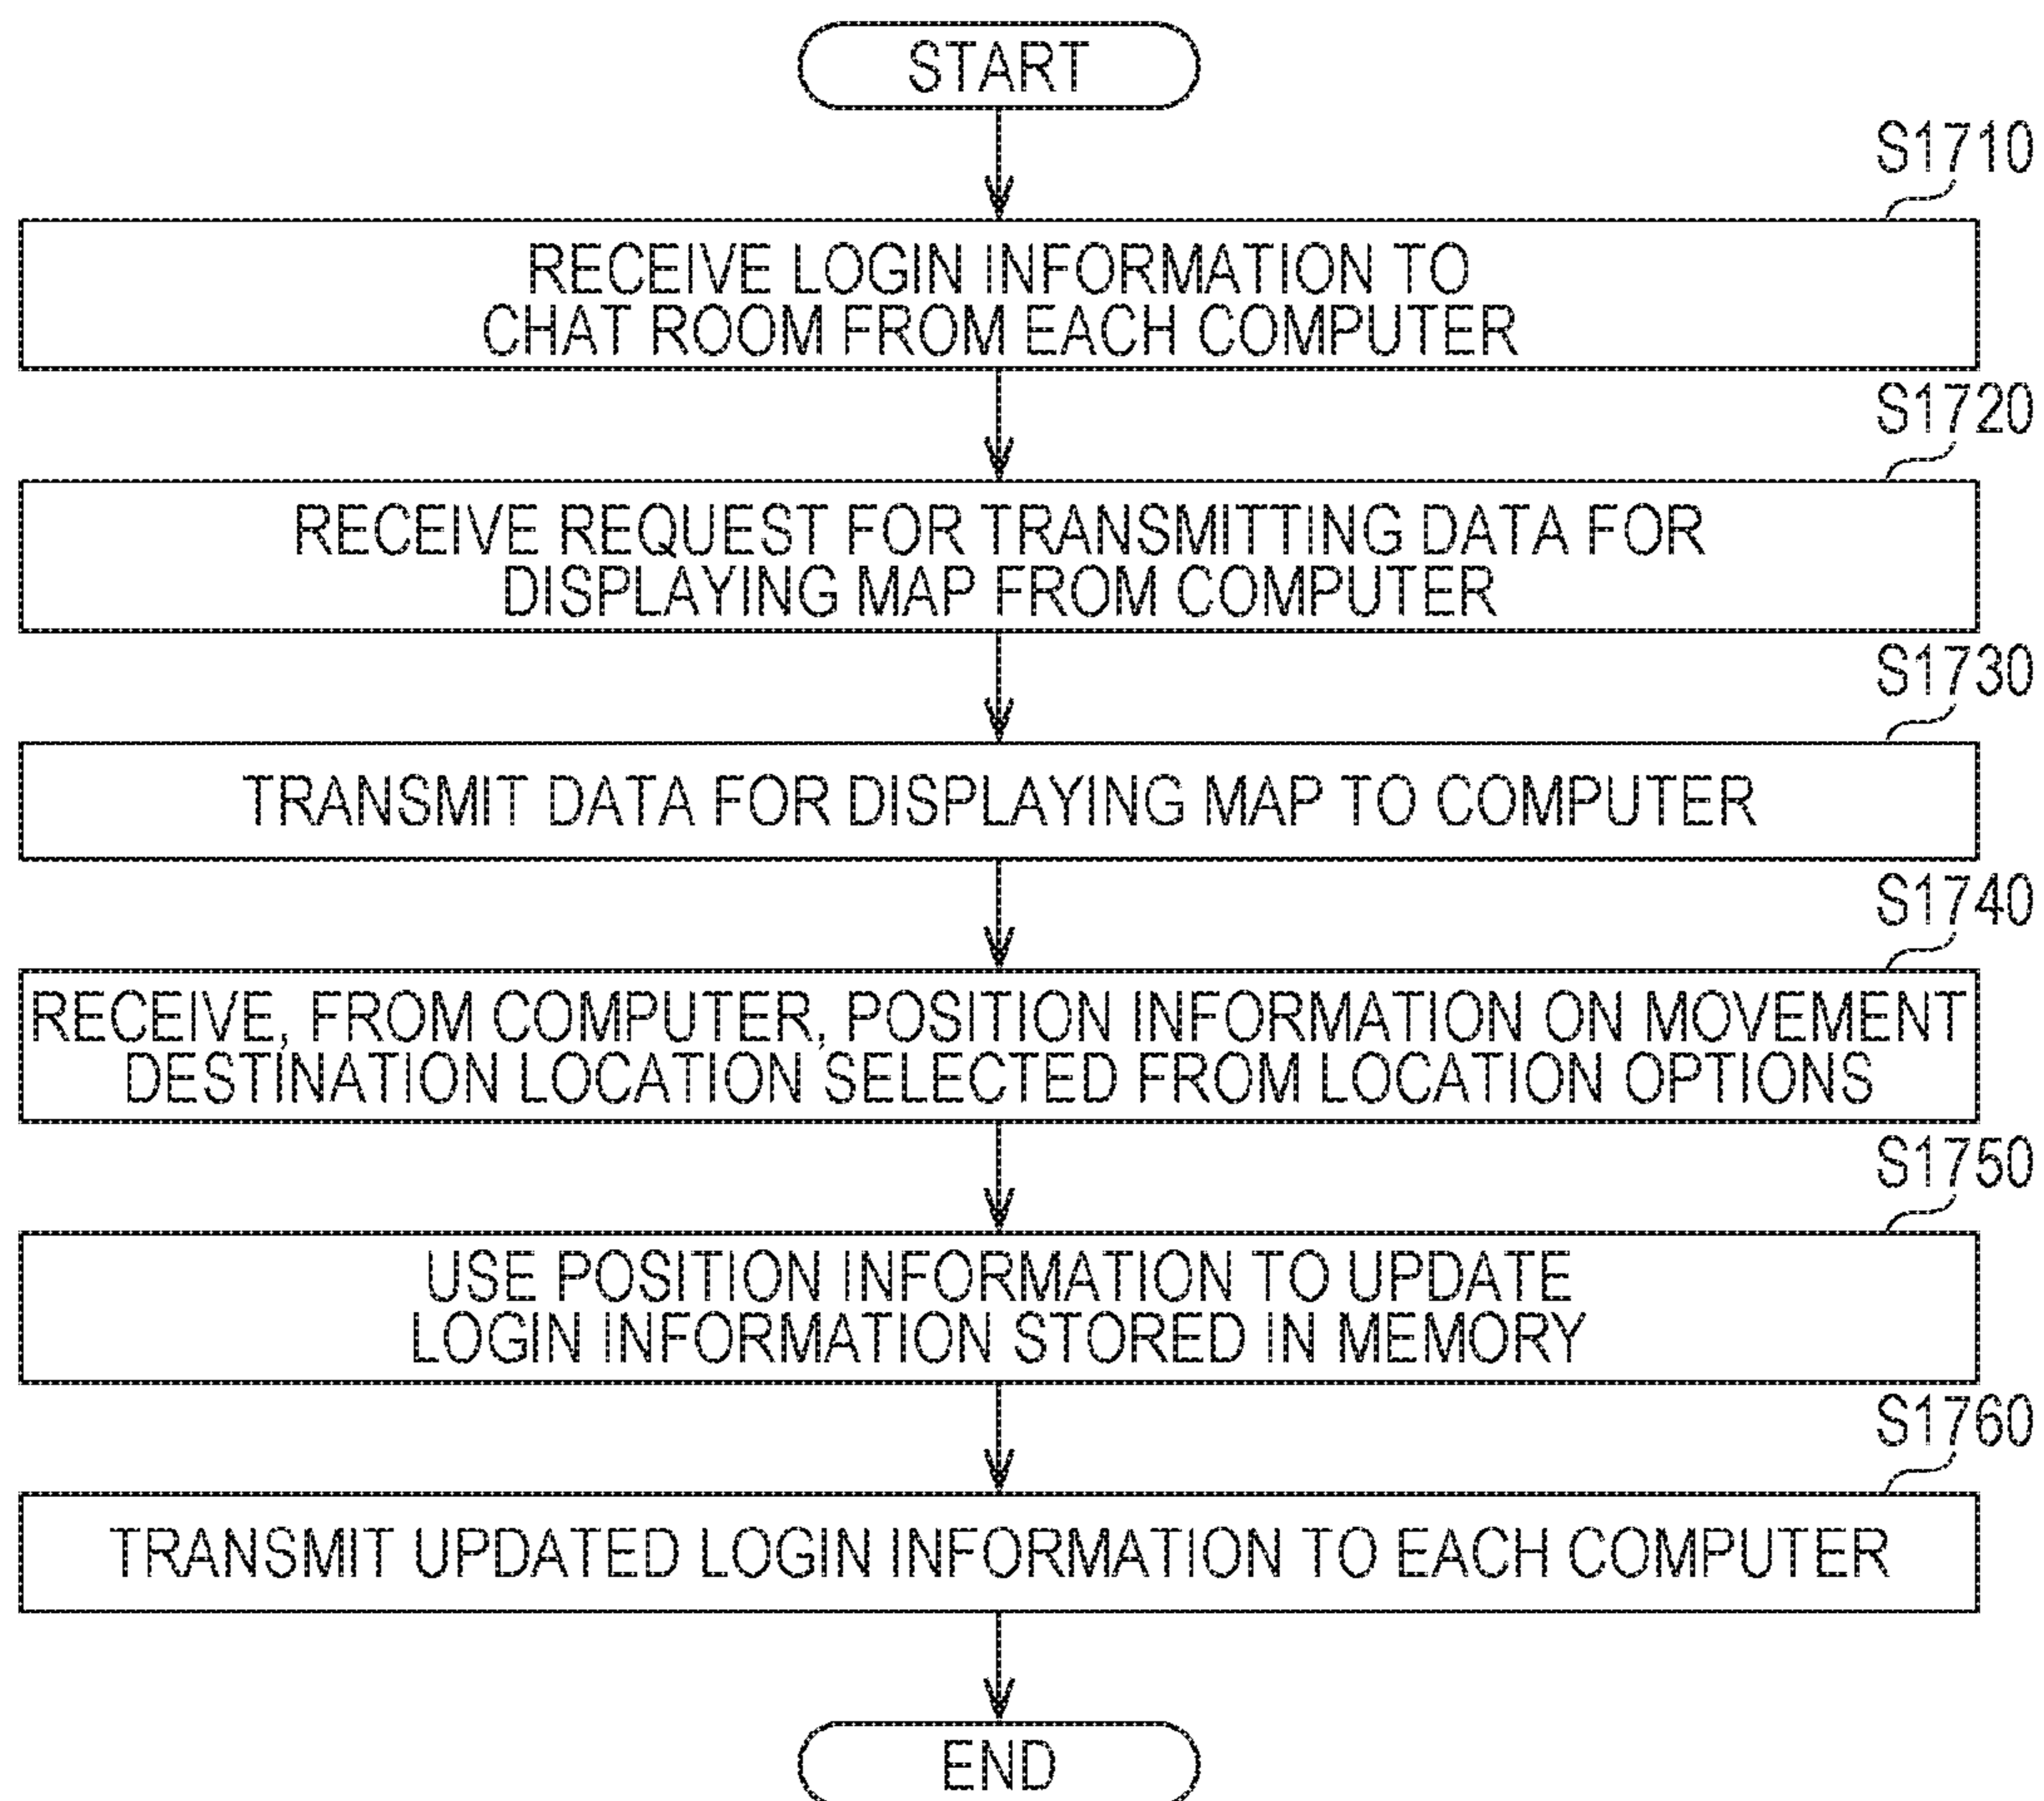 START
S1710
RECEIVE LOGIN INFORMATION TO
CHAT ROOM FROM EACH COMPUTER
S1720
RECEIVE REQUEST FOR TRANSMITTING DATA FOR
DISPLAYING MAP FROM COMPUTER
S1730
TRANSMIT DATA FOR DISPLAYING MAP TO COMPUTER
S1740
RECEIVE, FROM COMPUTER, POSITION INFORMATION ON MOVEMENT
DESTINATION LOCATION SELECTED FROM LOCATION OPTIONS
S1750
USE POSITION INFORMATION TO UPDATE
LOGIN INFORMATION STORED IN MEMORY
S1760
TRANSMIT UPDATED LOGIN INFORMATION TO EACH COMPUTER
END